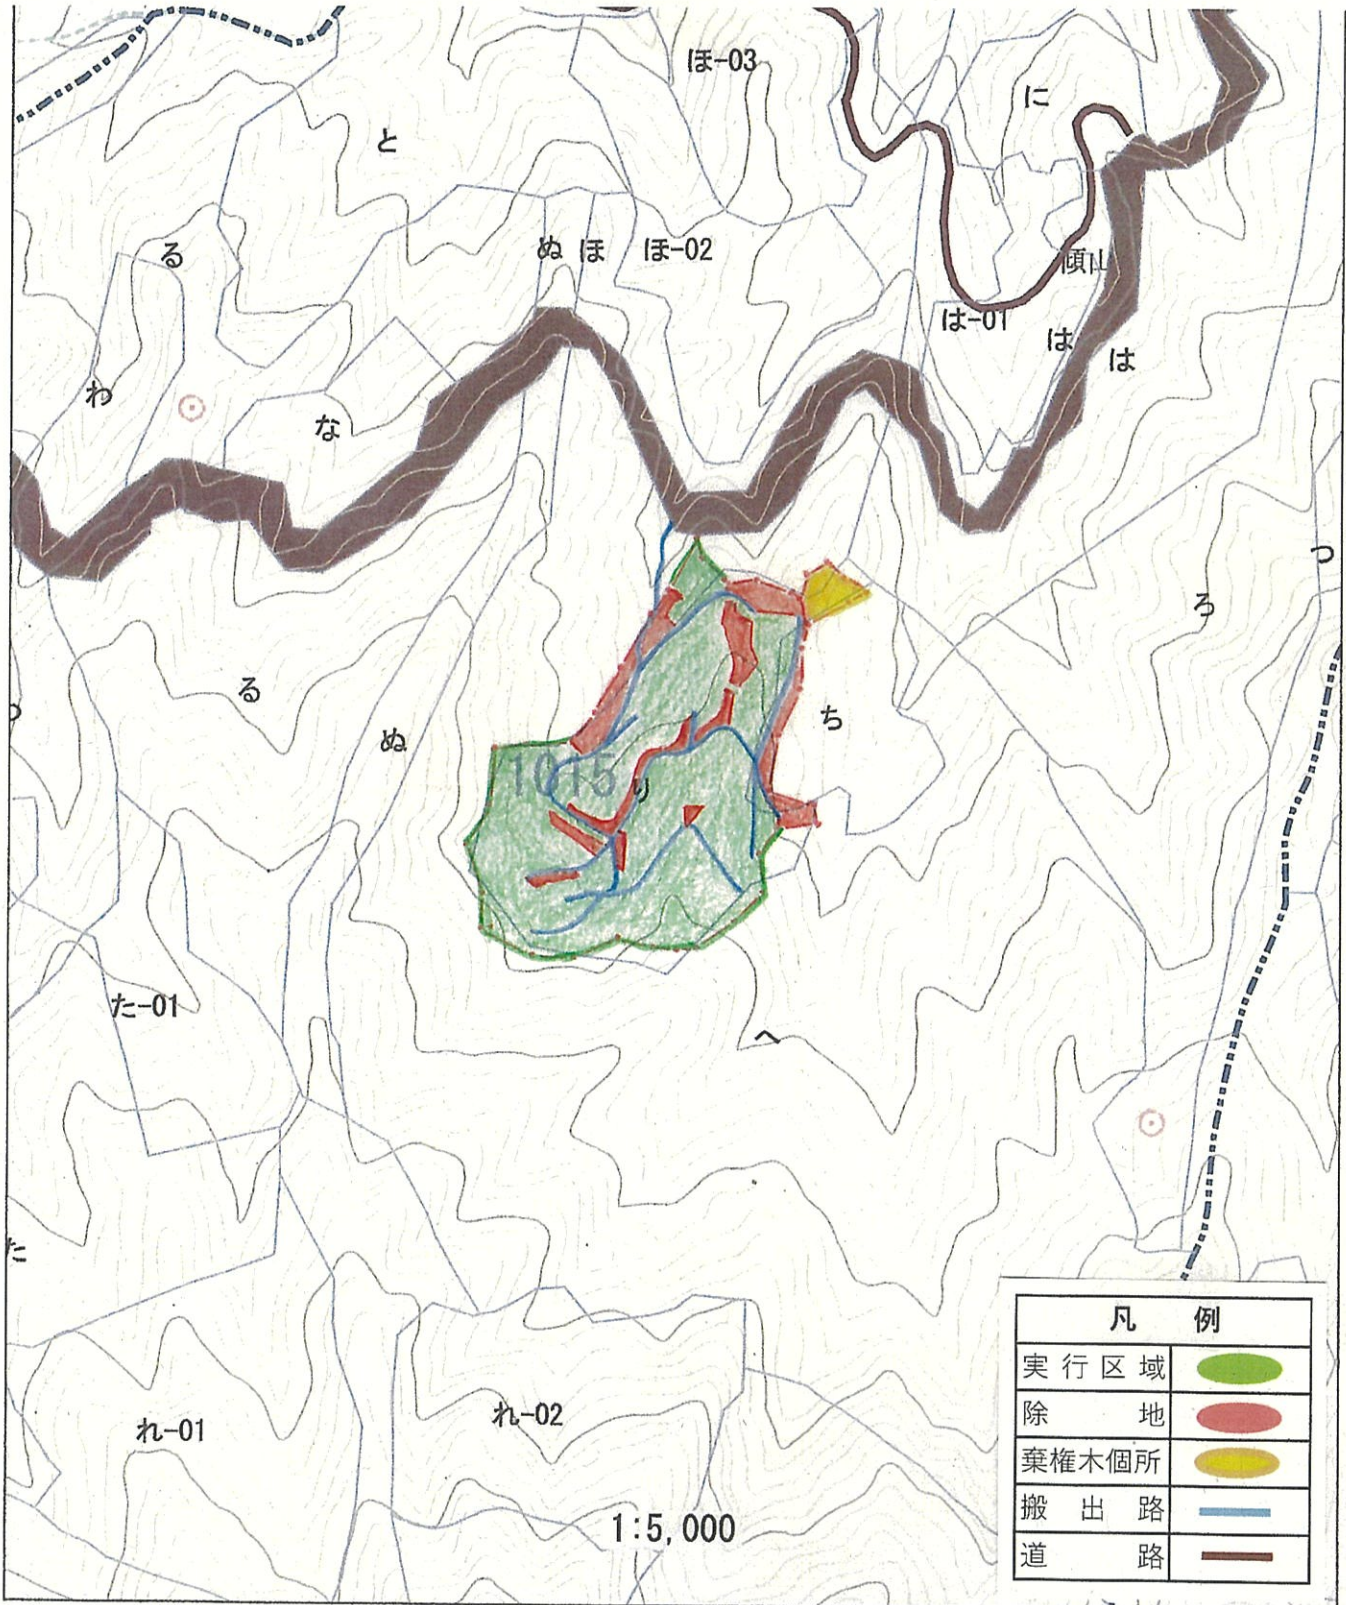 ほ-03
に
と
る
ぬ
ほ
ほ-02
は-01
は
は
わ
な
つ
ろ
る
ぬ
ち
1015
り
た-01
へ
た
れ-01
れ-02
1:5,000
凡 例
実行区域
除 地
棄権木個所
搬 出 路
道 路